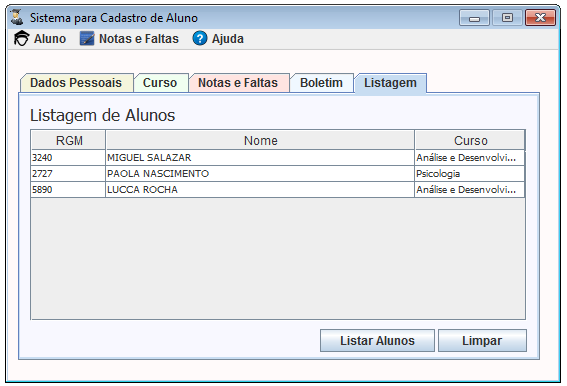 Sistema para Cadastro de Aluno
Aluno Notas e Faltas Ajuda
Dados Pessoais Curso Notas e Faltas Boletim Listagem
Listagem de Alunos
RGM Nome Curso
3240 MIGUEL SALAZAR Análise e Desenvolvi...
2727 PAOLA NASCIMENTO Psicologia
5890 LUCCA ROCHA Análise e Desenvolvi...
Listar Alunos Limpar